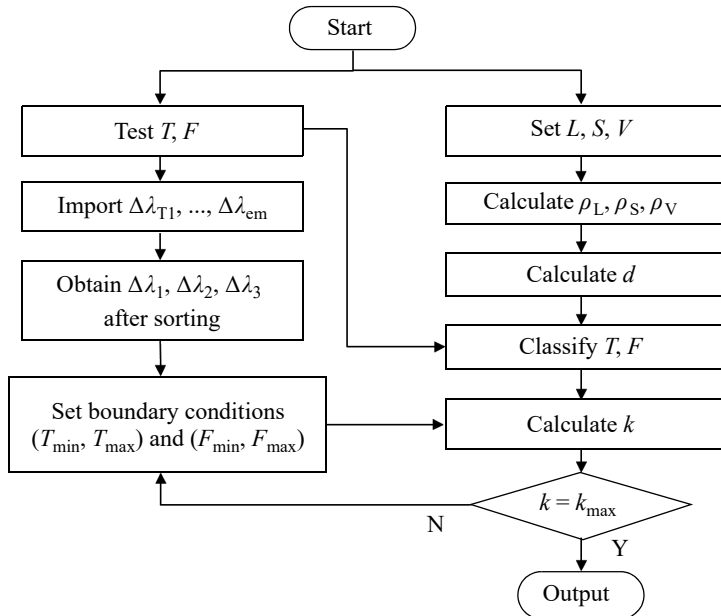 Start
Test T, F
Import Δλ_T1, ..., Δλ_em
Obtain Δλ_1, Δλ_2, Δλ_3
after sorting
Set boundary conditions
(T_min, T_max) and (F_min, F_max)
Set L, S, V
Calculate ρ_L, ρ_S, ρ_V
Calculate d
Classify T, F
Calculate k
k = k_max
N
Y
Output